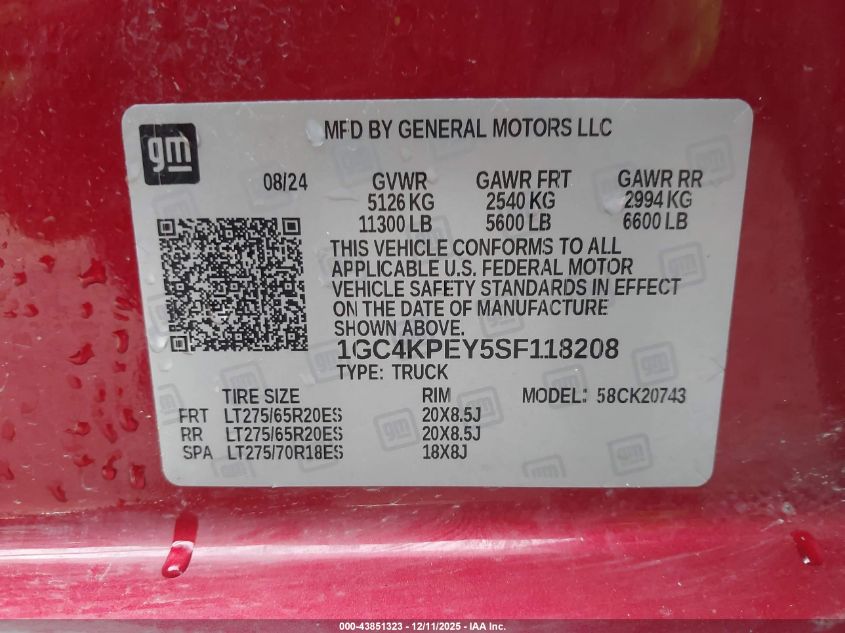 gm
MFD BY GENERAL MOTORS LLC
08/24 GVWR GAWR FRT GAWR RR
5126 KG 2540 KG 2994 KG
11300 LB 5600 LB 6600 LB
THIS VEHICLE CONFORMS TO ALL
APPLICABLE U.S. FEDERAL MOTOR
VEHICLE SAFETY STANDARDS IN EFFECT
ON THE DATE OF MANUFACTURE
SHOWN ABOVE.
1GC4KPEY5SF118208
TYPE: TRUCK
TIRE SIZE RIM MODEL: 58CK20743
FRT LT275/65R20ES 20X8.5J
RR LT275/65R20ES 20X8.5J
SPA LT275/70R18ES 18X8J
000-43851323 - 12/11/2025 - IAA Inc.